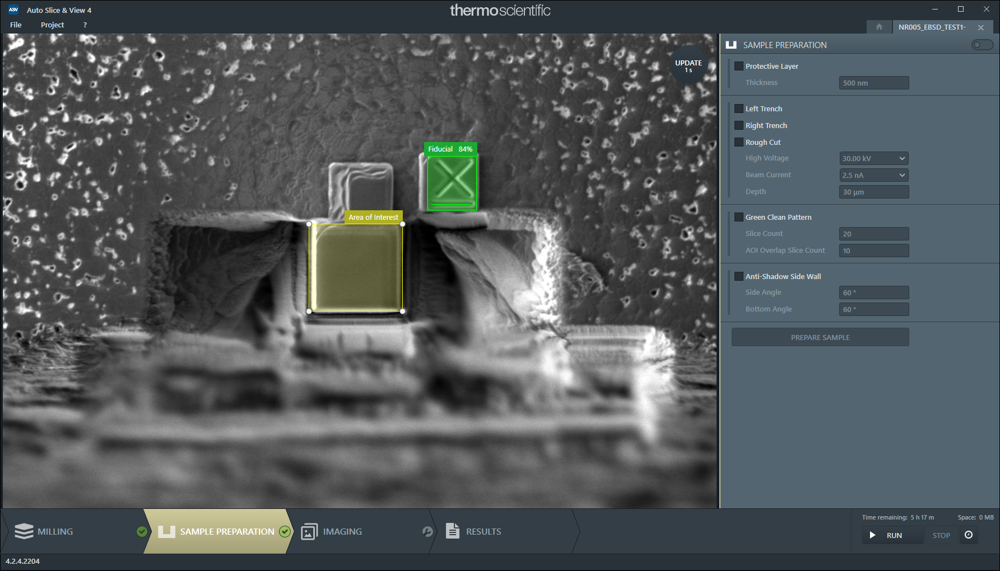 ASV Auto Slice & View 4
thermo scientific
File Project ?
NR005_EBSD_TEST1-
SAMPLE PREPARATION
UPDATE
1 s
Protective Layer
Thickness 500 nm
Left Trench
Right Trench
Rough Cut
High Voltage 30.00 kV
Beam Current 2.5 nA
Depth 30 µm
Green Clean Pattern
Slice Count 20
AOI Overlap Slice Count 10
Anti-Shadow Side Wall
Side Angle 60 °
Bottom Angle 60 °
PREPARE SAMPLE
Fiducial 84%
Area of Interest
MILLING
SAMPLE PREPARATION
IMAGING
RESULTS
Time remaining: 5 h 17 m Space: 0 MB
RUN STOP
4.2.4.2204